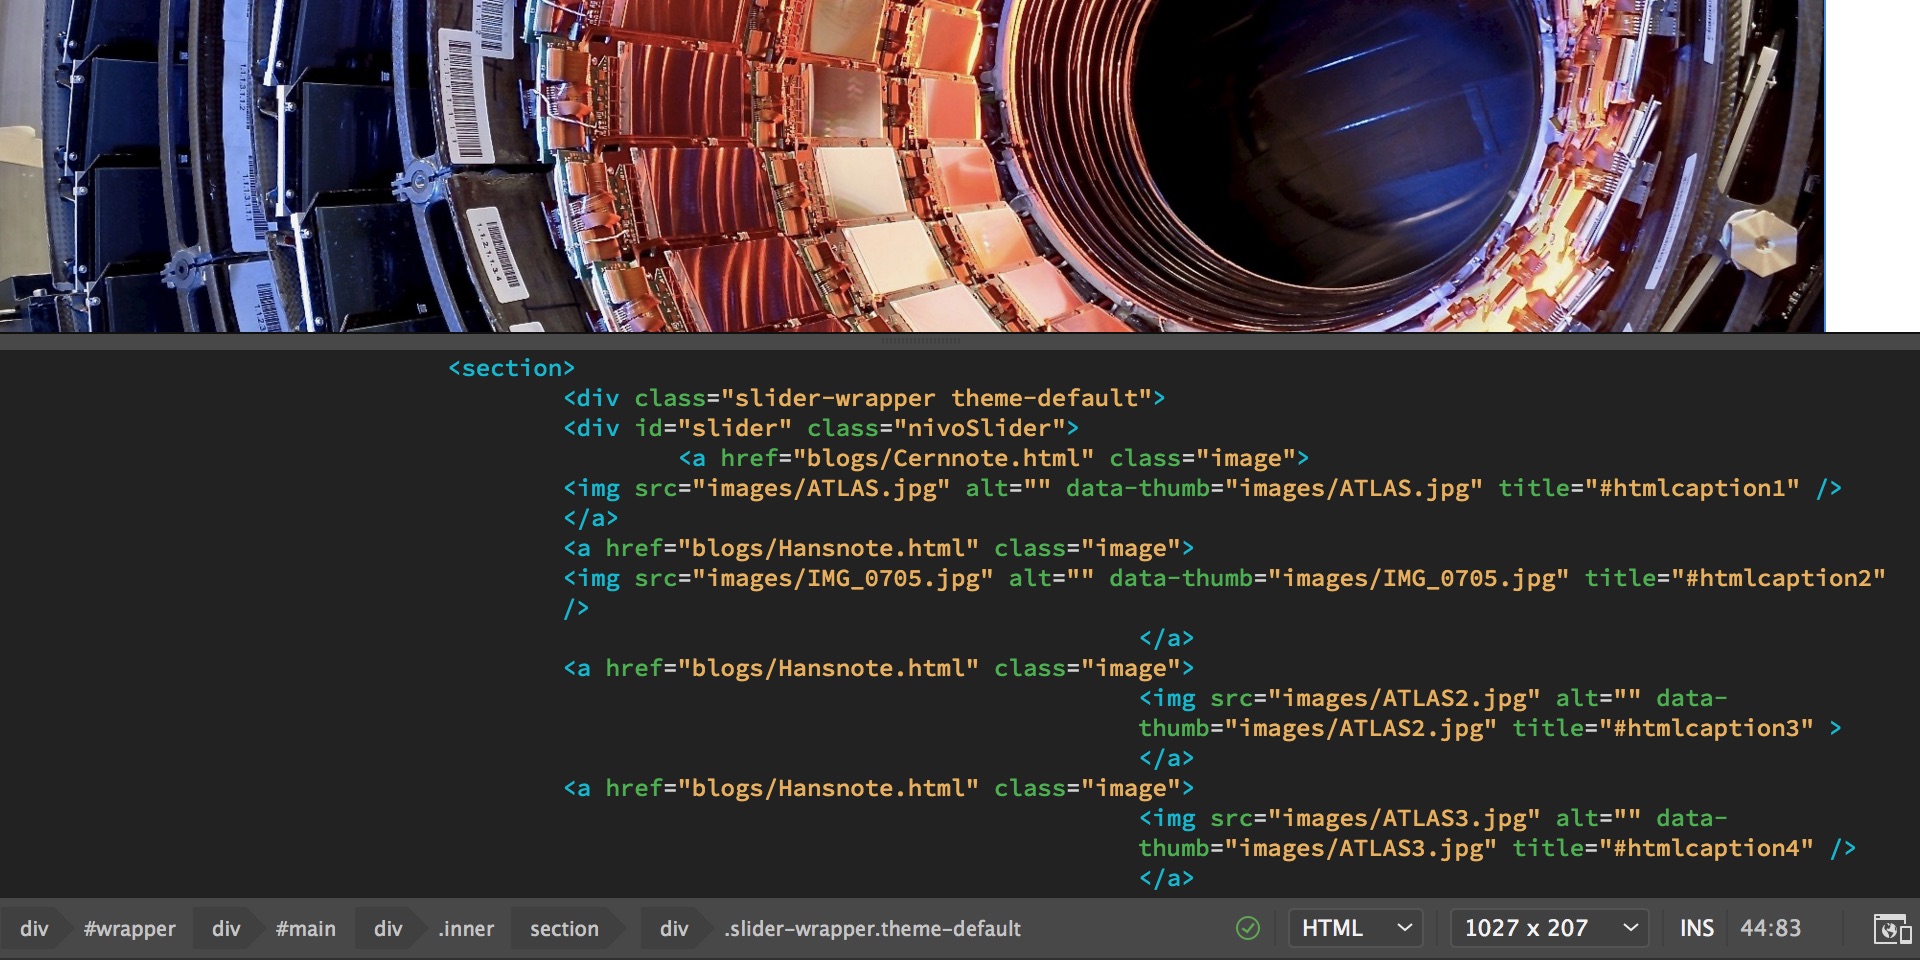 <section>
<div class="slider-wrapper theme-default">
<div id="slider" class="nivoSlider">
<a href="blogs/Cernnote.html" class="image">
<img src="images/ATLAS.jpg" alt="" data-thumb="images/ATLAS.jpg" title="#htmlcaption1" />
</a>
<a href="blogs/Hansnote.html" class="image">
<img src="images/IMG_0705.jpg" alt="" data-thumb="images/IMG_0705.jpg" title="#htmlcaption2"
/>
</a>
<a href="blogs/Hansnote.html" class="image">
<img src="images/ATLAS2.jpg" alt="" data-
thumb="images/ATLAS2.jpg" title="#htmlcaption3" >
</a>
<a href="blogs/Hansnote.html" class="image">
<img src="images/ATLAS3.jpg" alt="" data-
thumb="images/ATLAS3.jpg" title="#htmlcaption4" />
</a>
div #wrapper div #main div .inner section div .slider-wrapper.theme-default HTML 1027 x 207 INS 44:83